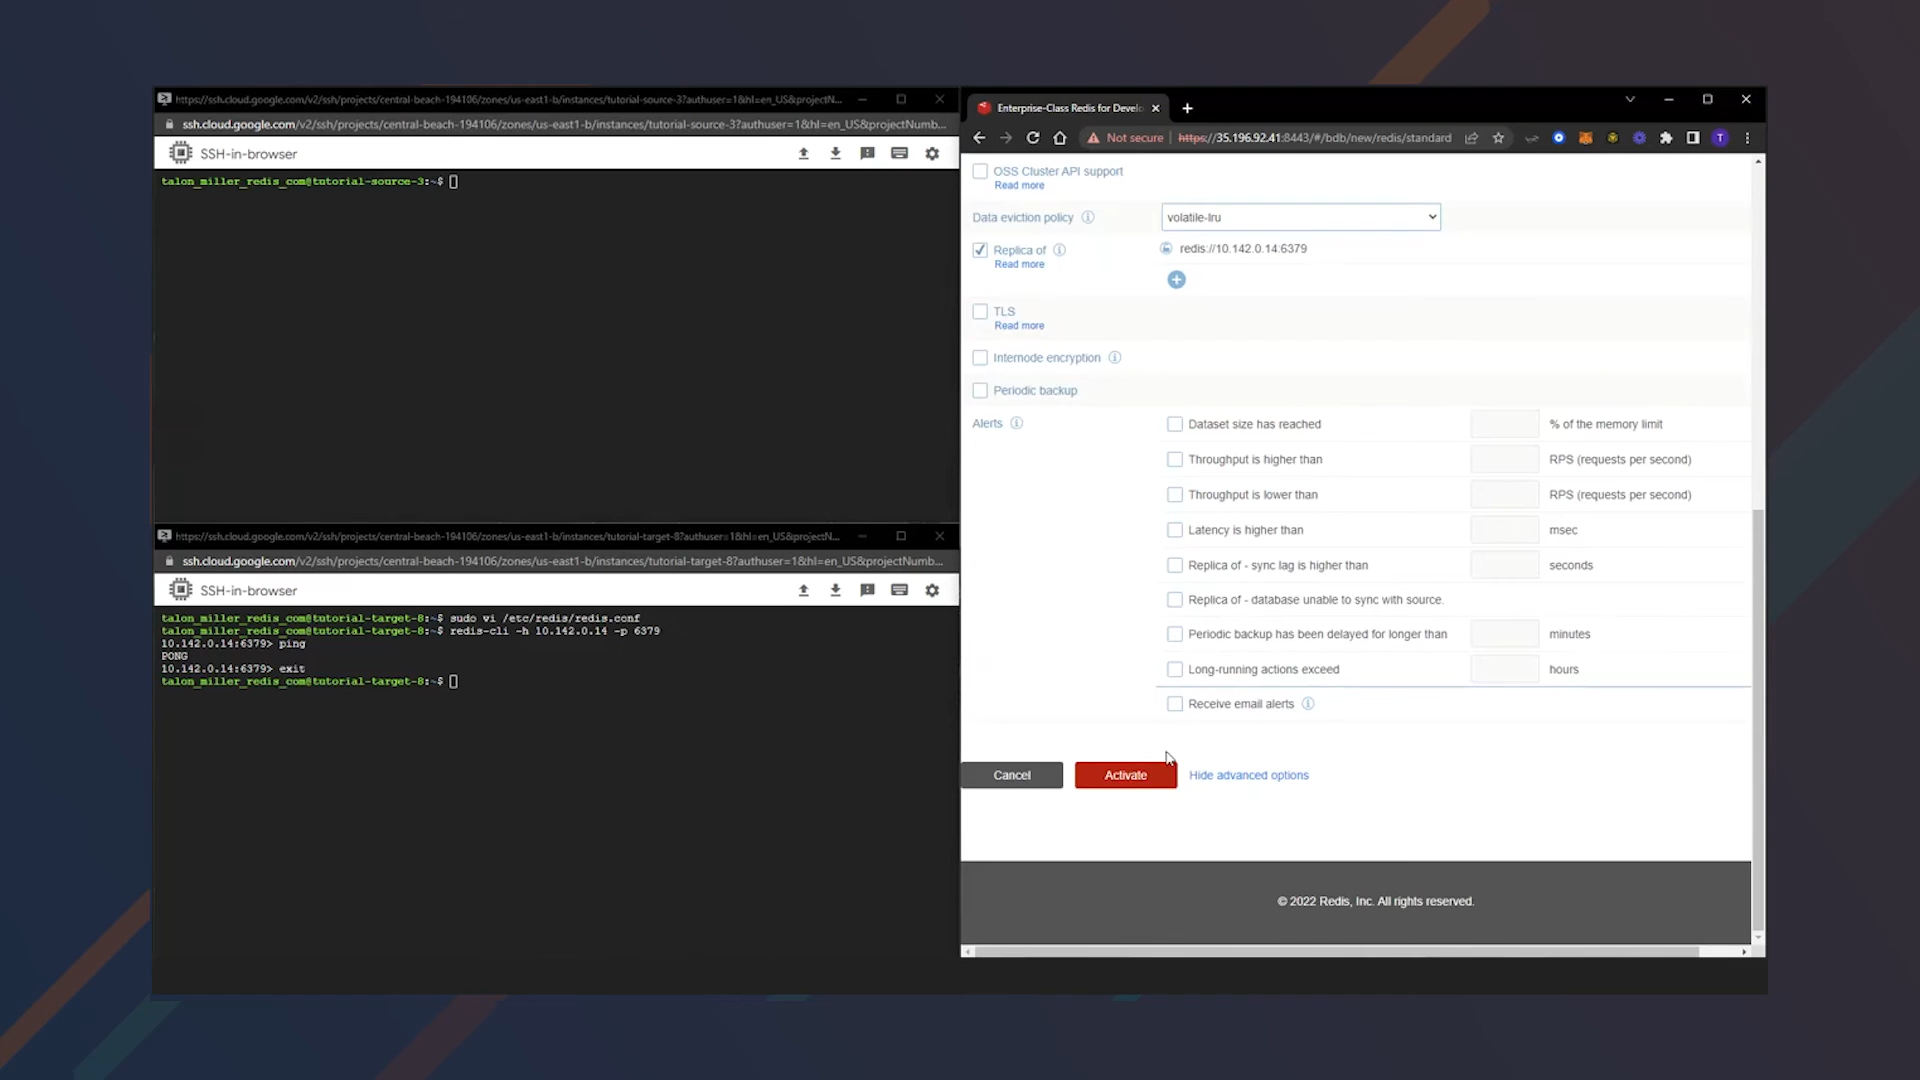 https://ssh.cloud.google.com/v2/ssh/projects/central-beach-194106/zones/us-east1-b/instances/tutorial-source-3?authuser=1&hl=en_US&projectN...
ssh.cloud.google.com/v2/ssh/projects/central-beach-194106/zones/us-east1-b/instances/tutorial-source-3?authuser=1&hl=en_US&projectNumb...
SSH-in-browser
talon_miller_redis_com@tutorial-source-3:~$
https://ssh.cloud.google.com/v2/ssh/projects/central-beach-194106/zones/us-east1-b/instances/tutorial-target-8?authuser=1&hl=en_US&projectN...
ssh.cloud.google.com/v2/ssh/projects/central-beach-194106/zones/us-east1-b/instances/tutorial-target-8?authuser=1&hl=en_US&projectNumb...
SSH-in-browser
talon_miller_redis_com@tutorial-target-8:~$ sudo vi /etc/redis/redis.conf
talon_miller_redis_com@tutorial-target-8:~$ redis-cli -h 10.142.0.14 -p 6379
10.142.0.14:6379> ping
PONG
10.142.0.14:6379> exit
talon_miller_redis_com@tutorial-target-8:~$
Enterprise-Class Redis for Develo
Not secure https://35.196.92.41:8443/#/bdb/new/redis/standard
T
OSS Cluster API support
Read more
Data eviction policy volatile-lru
Replica of redis://10.142.0.14:6379
Read more
TLS
Read more
Internode encryption
Periodic backup
Alerts Dataset size has reached % of the memory limit
Throughput is higher than RPS (requests per second)
Throughput is lower than RPS (requests per second)
Latency is higher than msec
Replica of - sync lag is higher than seconds
Replica of - database unable to sync with source.
Periodic backup has been delayed for longer than minutes
Long-running actions exceed hours
Receive email alerts
Cancel Activate Hide advanced options
© 2022 Redis, Inc. All rights reserved.